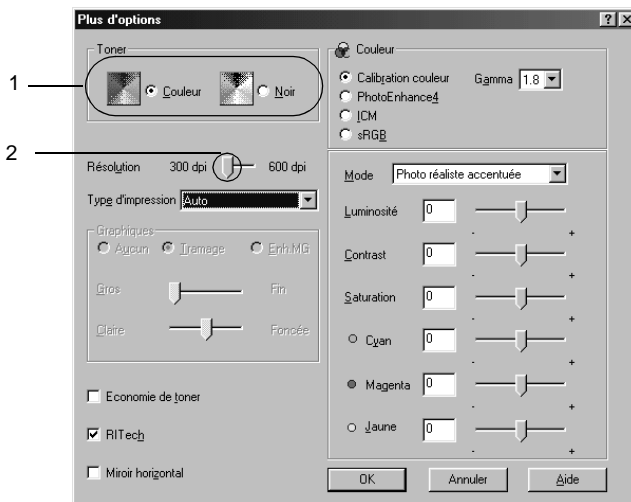 Plus d'options
Toner
1
Couleur
Noir
2
Résolution 300 dpi 600 dpi
Type d'impression Auto
Graphiques
Aucun Tramage Enh MG
Gros Fin
Claire Foncée
Economie de toner
RITech
Miroir horizontal
Couleur
Calibration couleur Gamma 1.8
PhotoEnhance4
ICM
sRGB
Mode Photo réaliste accentuée
Luminosité 0
- +
Contrast 0
- +
Saturation 0
- +
Cyan 0
- +
Magenta 0
- +
Jaune 0
- +
OK Annuler Aide